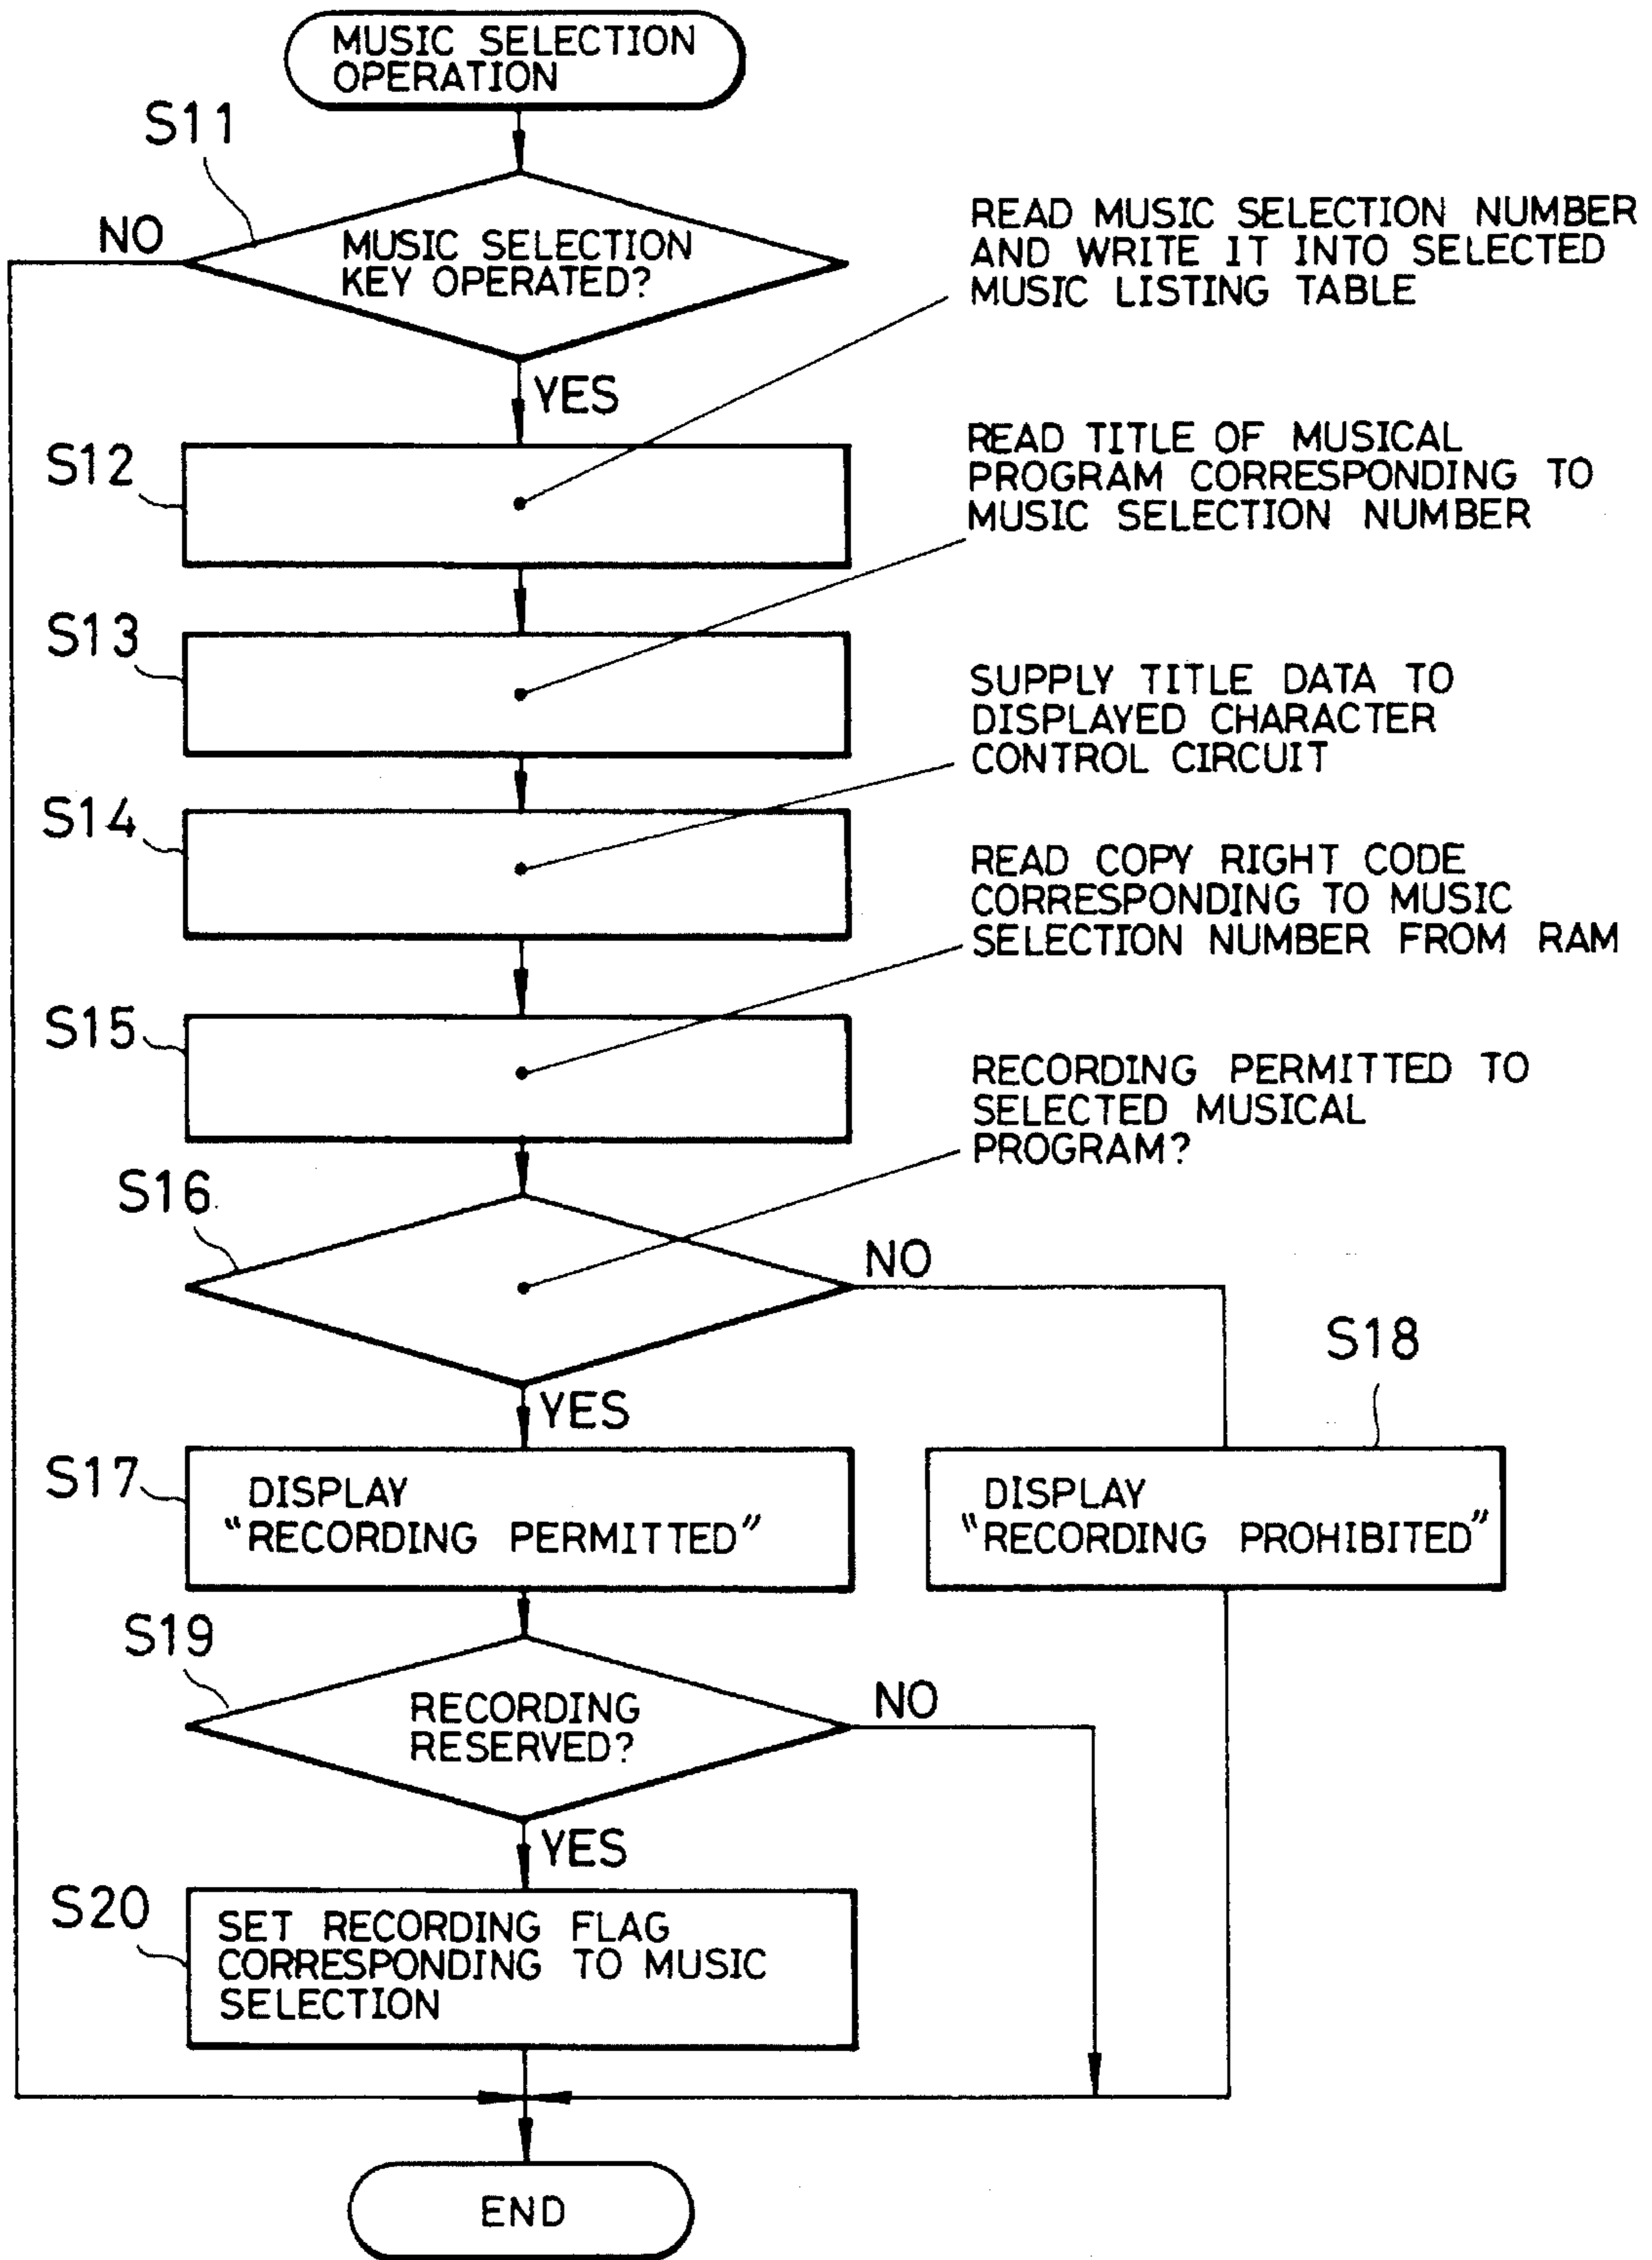 MUSIC SELECTION
OPERATION
S11
NO
MUSIC SELECTION
KEY OPERATED?
YES
READ MUSIC SELECTION NUMBER
AND WRITE IT INTO SELECTED
MUSIC LISTING TABLE
S12
READ TITLE OF MUSICAL
PROGRAM CORRESPONDING TO
MUSIC SELECTION NUMBER
S13
SUPPLY TITLE DATA TO
DISPLAYED CHARACTER
CONTROL CIRCUIT
S14
READ COPY RIGHT CODE
CORRESPONDING TO MUSIC
SELECTION NUMBER FROM RAM
S15
RECORDING PERMITTED TO
SELECTED MUSICAL
PROGRAM?
S16
NO
YES
S17
DISPLAY
"RECORDING PERMITTED"
S18
DISPLAY
"RECORDING PROHIBITED"
S19
RECORDING
RESERVED?
NO
YES
S20
SET RECORDING FLAG
CORRESPONDING TO MUSIC
SELECTION
END